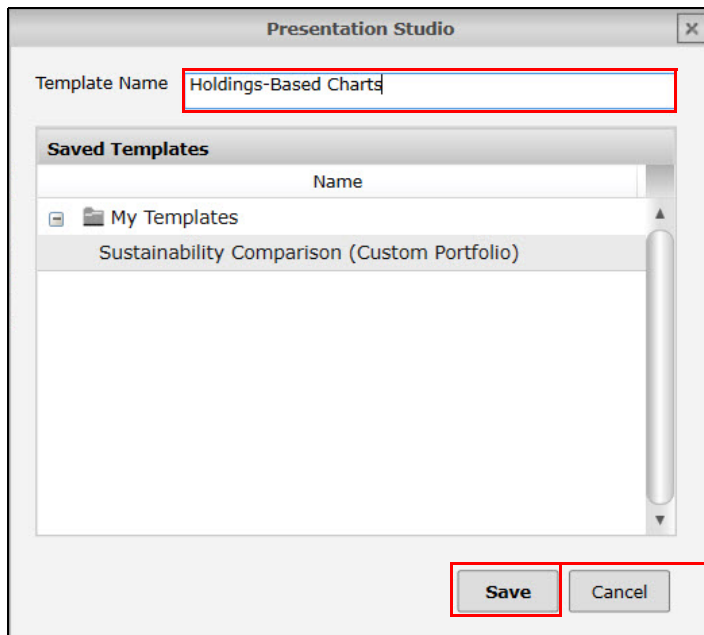 Presentation Studio
Template Name Holdings-Based Charts
Saved Templates
Name
My Templates
Sustainability Comparison (Custom Portfolio)
Save Cancel